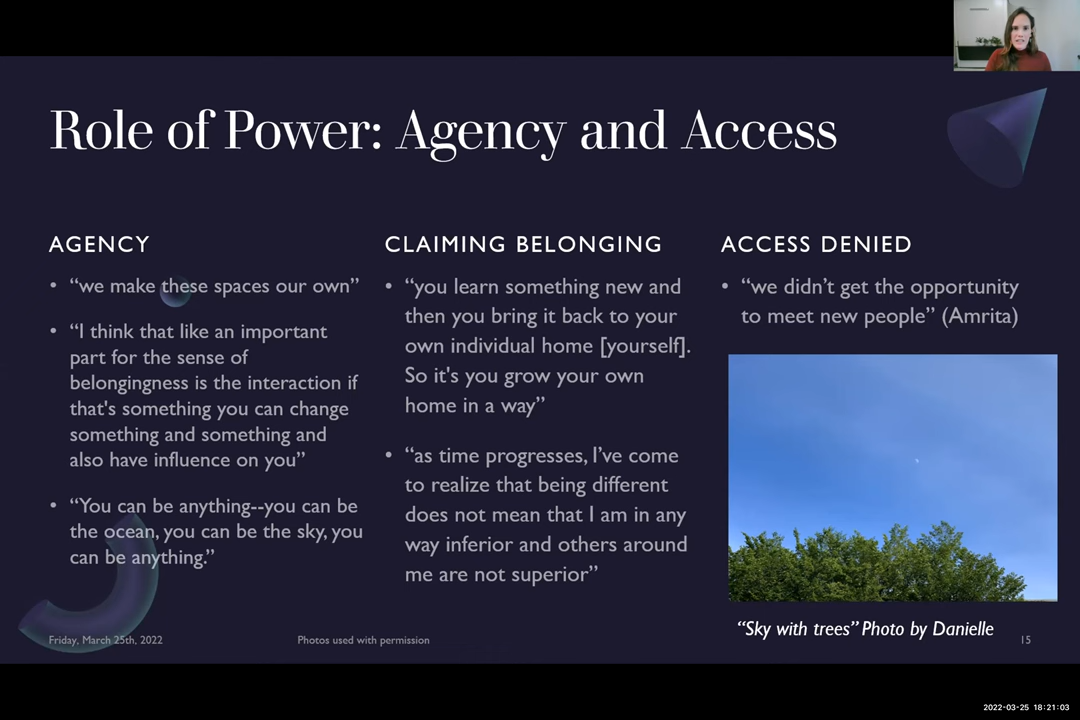 Role of Power: Agency and Access
AGENCY
• “we make these spaces our own”
• “I think that like an important
part for the sense of
belongingness is the interaction if
that's something you can change
something and something and
also have influence on you”
• “You can be anything--you can be
the ocean, you can be the sky, you
can be anything.”
CLAIMING BELONGING
• “you learn something new and
then you bring it back to your
own individual home [yourself].
So it's you grow your own
home in a way”
• “as time progresses, I’ve come
to realize that being different
does not mean that I am in any
way inferior and others around
me are not superior”
ACCESS DENIED
• “we didn’t get the opportunity
to meet new people” (Amrita)
“Sky with trees” Photo by Danielle
Friday, March 25th, 2022
Photos used with permission
15
2022-03-25 18:21:03